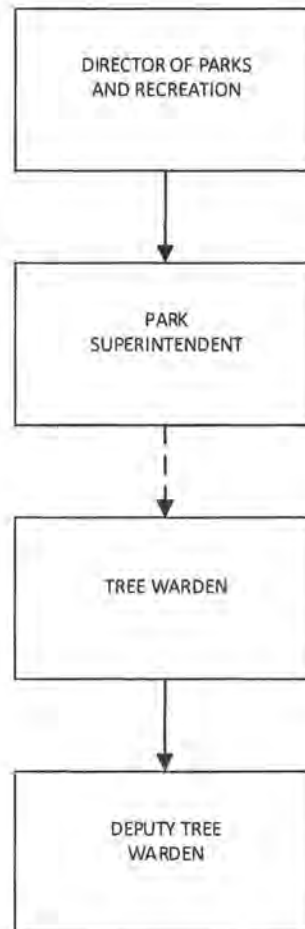 DIRECTOR OF PARKS
AND RECREATION
PARK
SUPERINTENDENT
TREE WARDEN
DEPUTY TREE
WARDEN